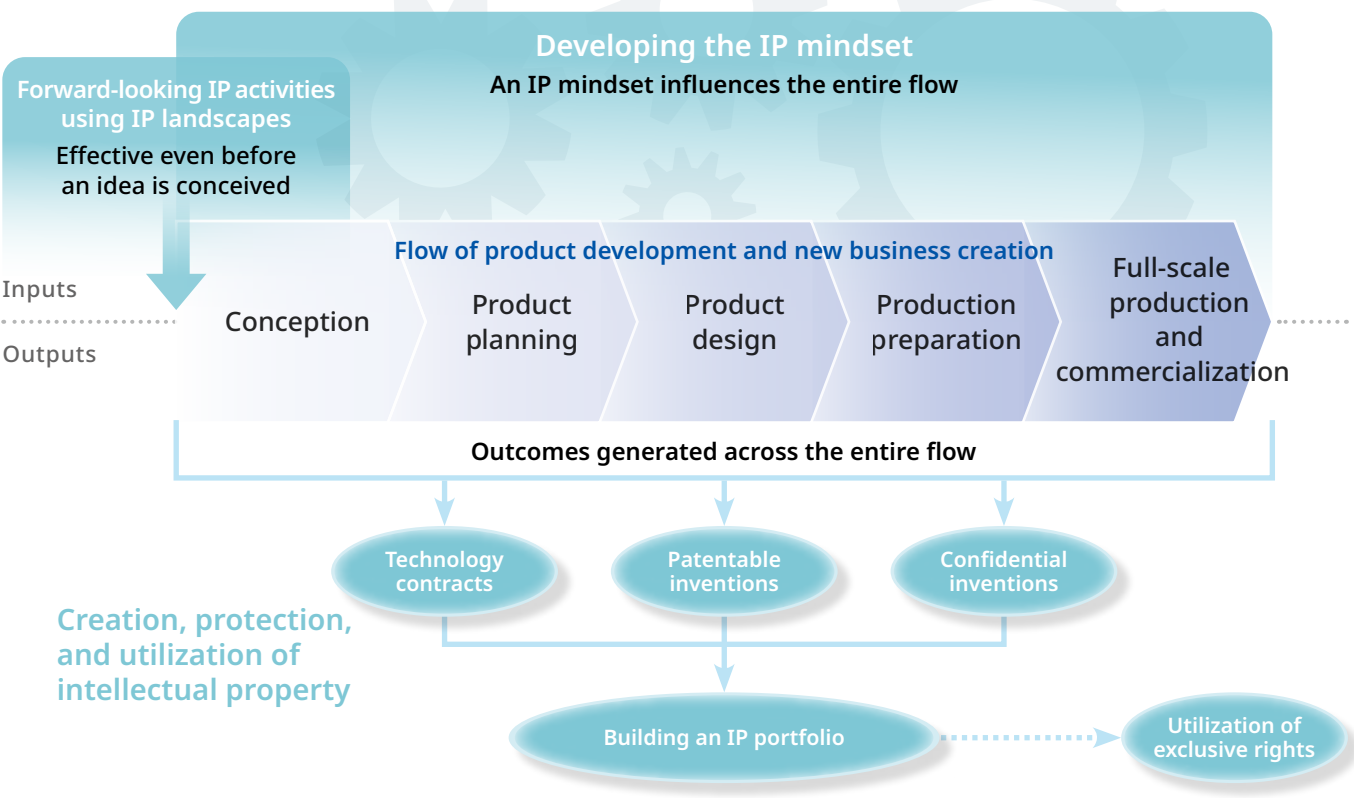 Developing the IP mindset
An IP mindset influences the entire flow
Forward-looking IP activities
using IP landscapes
Effective even before
an idea is conceived
Flow of product development and new business creation
Inputs
Outputs
Conception
Product
planning
Product
design
Production
preparation
Full-scale
production
and
commercialization
Outcomes generated across the entire flow
Technology
contracts
Patentable
inventions
Confidential
inventions
Creation, protection,
and utilization of
intellectual property
Building an IP portfolio
Utilization of
exclusive rights